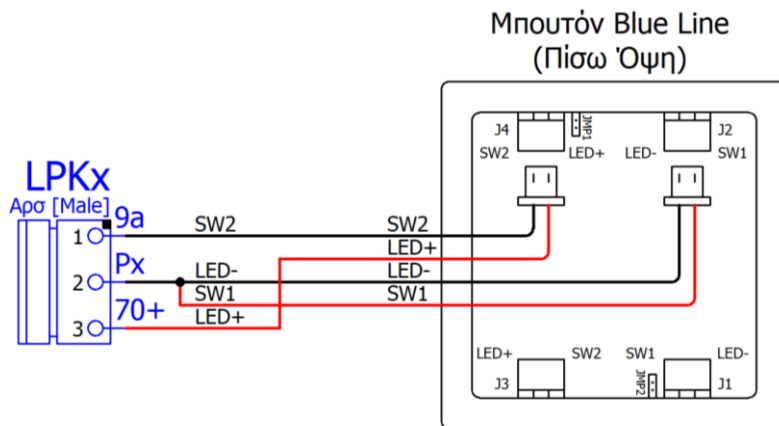 Μπουτόν Blue Line
(Πίσω Όψη)
J4
JMP1
J2
SW2
LED+
LED-
SW1
LPKx
Αρσ [Male]
9a
1
SW2
SW2
LED+
Px
2
LED-
LED-
SW1
SW1
70+
3
LED+
LED+
SW2
SW1
LED-
J3
JMP2
J1